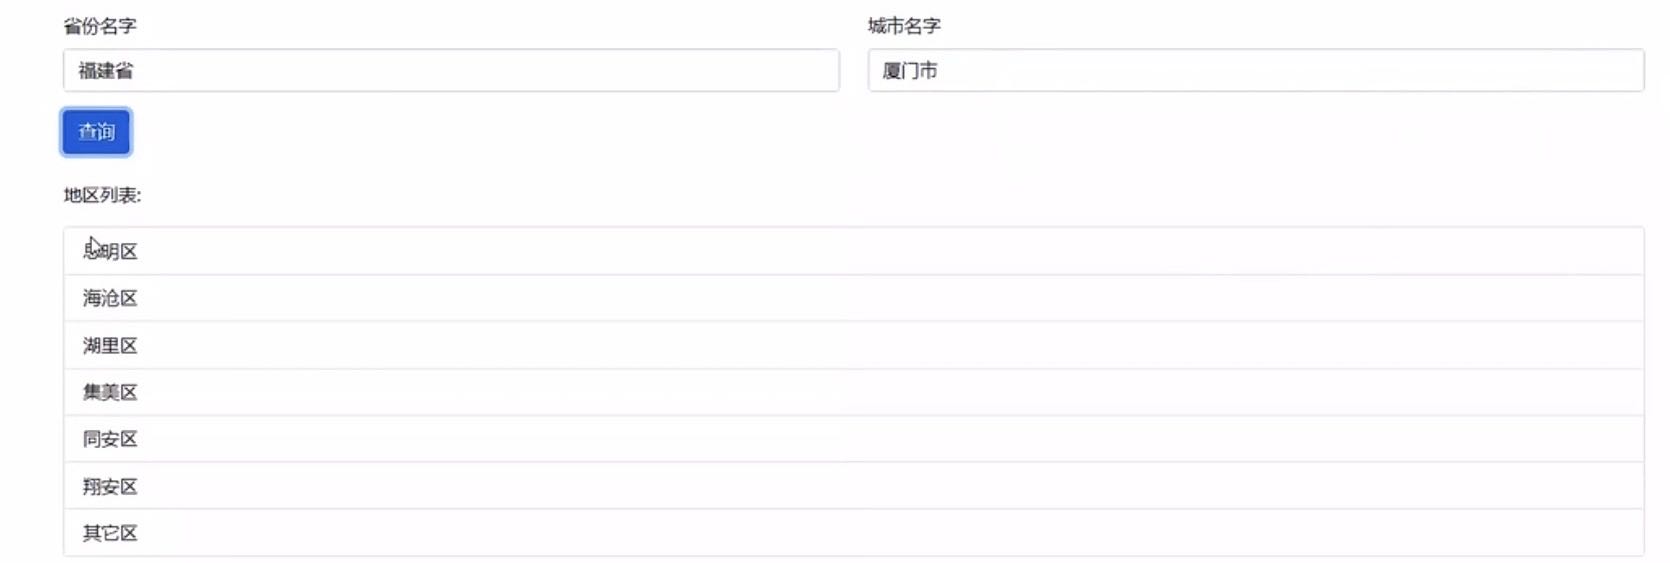 省份名字 城市名字
福建省 厦门市
查询
地区列表:
思明区
海沧区
湖里区
集美区
同安区
翔安区
其它区